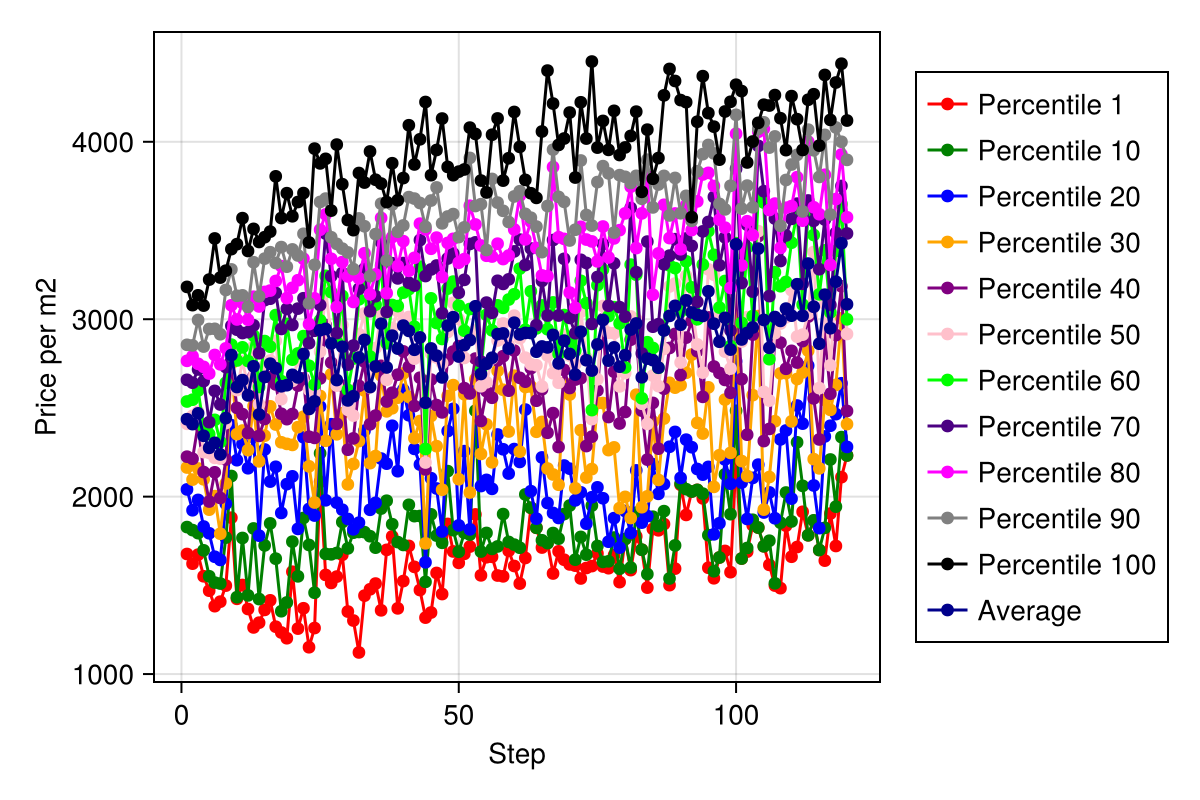 4000
3000
2000
1000
Price per m2
0
50
100
Step
Percentile 1
Percentile 10
Percentile 20
Percentile 30
Percentile 40
Percentile 50
Percentile 60
Percentile 70
Percentile 80
Percentile 90
Percentile 100
Average